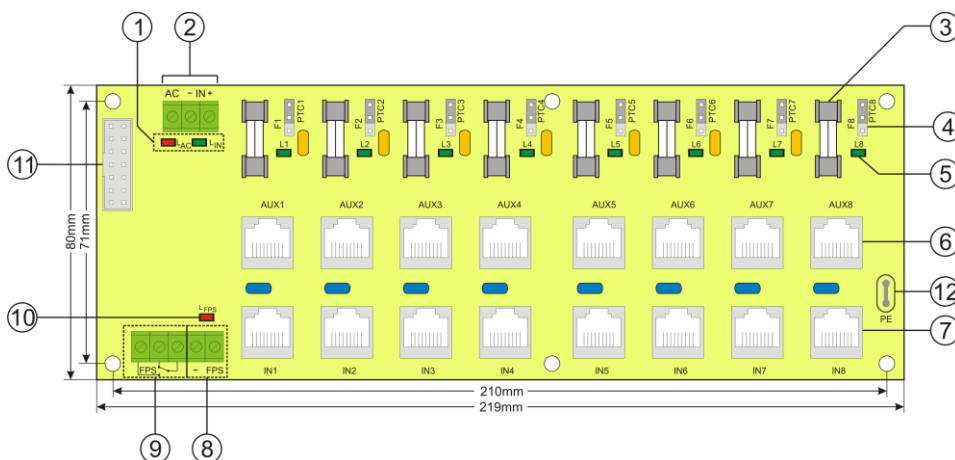 1 2 3
AC - IN +
F1 PTC1 F2 PTC2 F3 PTC3 F4 PTC4 F5 PTC5 F6 PTC6 F7 PTC7 F8 PTC8
4
LAC LIN
L1 L2 L3 L4 L5 L6 L7 L8
11
5
AUX1 AUX2 AUX3 AUX4 AUX5 AUX6 AUX7 AUX8
80mm
71mm
6
12
LFPS
10
PE
7
FPS - FPS
IN1 IN2 IN3 IN4 IN5 IN6 IN7 IN8
210mm
219mm
9 8